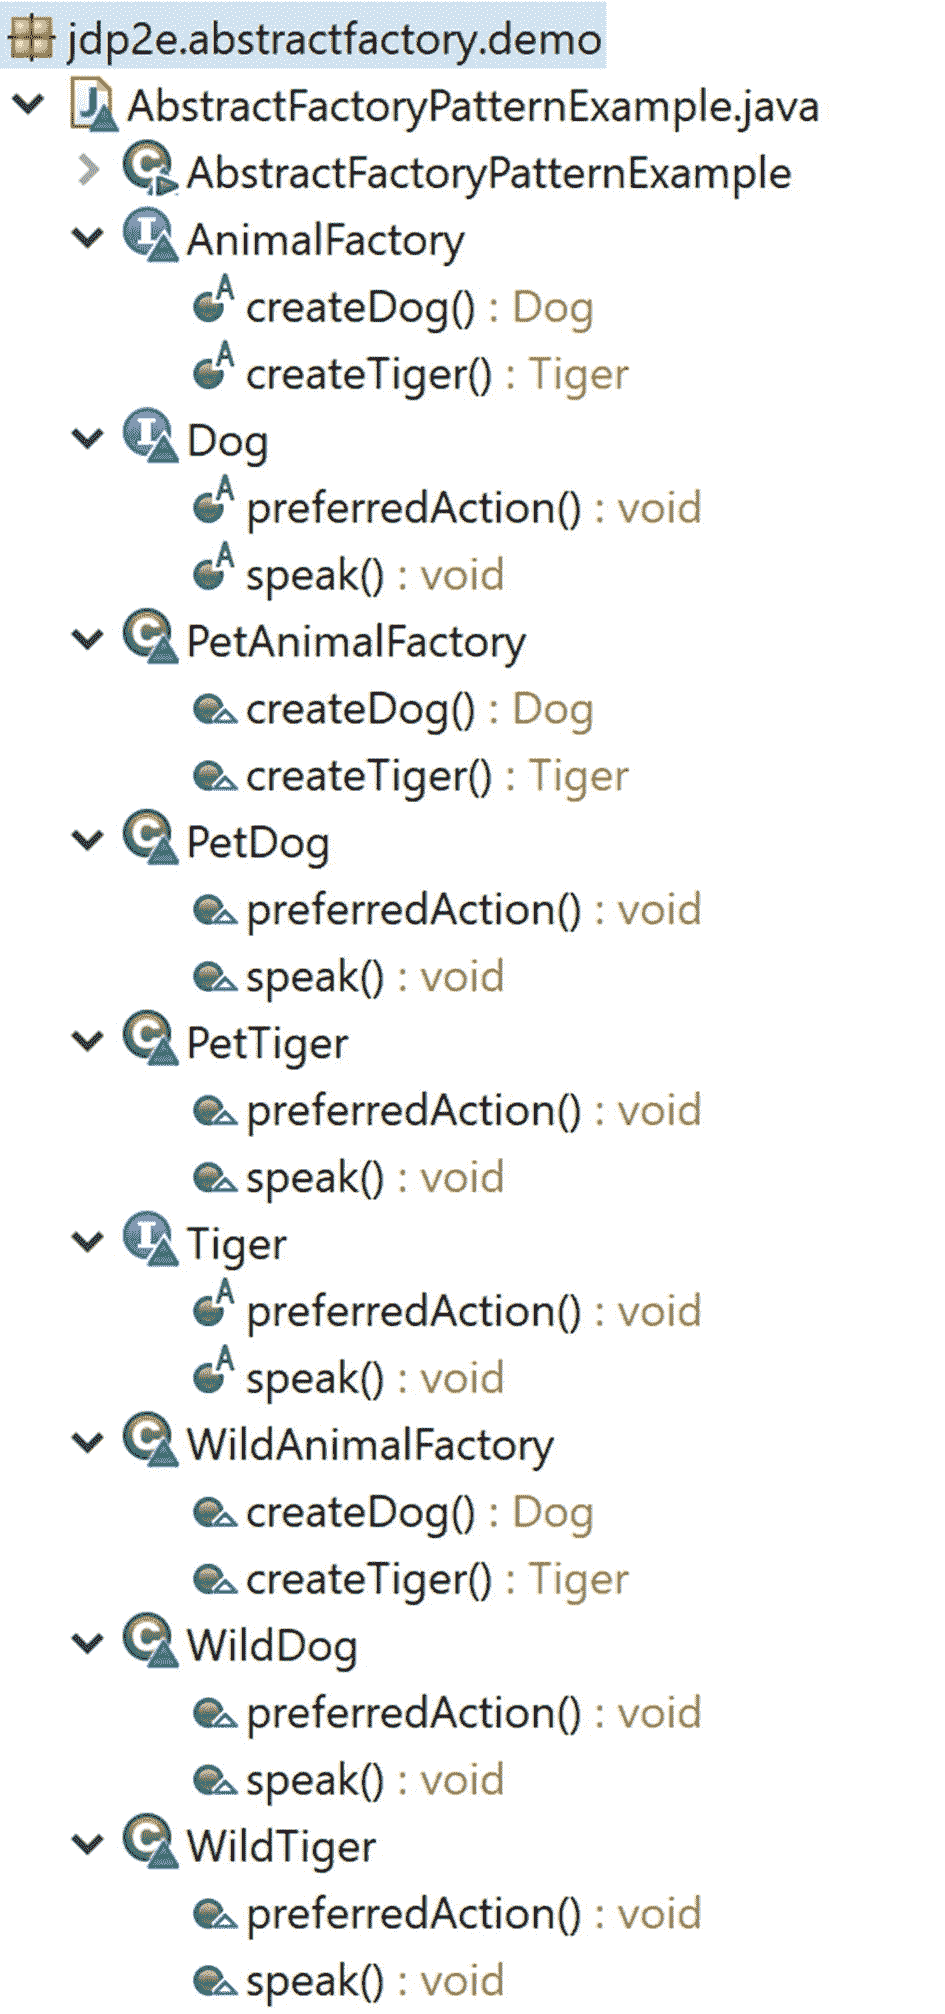 jdp2e.abstractfactory.demo
AbstractFactoryPatternExample.java
AbstractFactoryPatternExample
AnimalFactory
createDog() : Dog
createTiger() : Tiger
Dog
preferredAction() : void
speak() : void
PetAnimalFactory
createDog() : Dog
createTiger() : Tiger
PetDog
preferredAction() : void
speak() : void
PetTiger
preferredAction() : void
speak() : void
Tiger
preferredAction() : void
speak() : void
WildAnimalFactory
createDog() : Dog
createTiger() : Tiger
WildDog
preferredAction() : void
speak() : void
WildTiger
preferredAction() : void
speak() : void